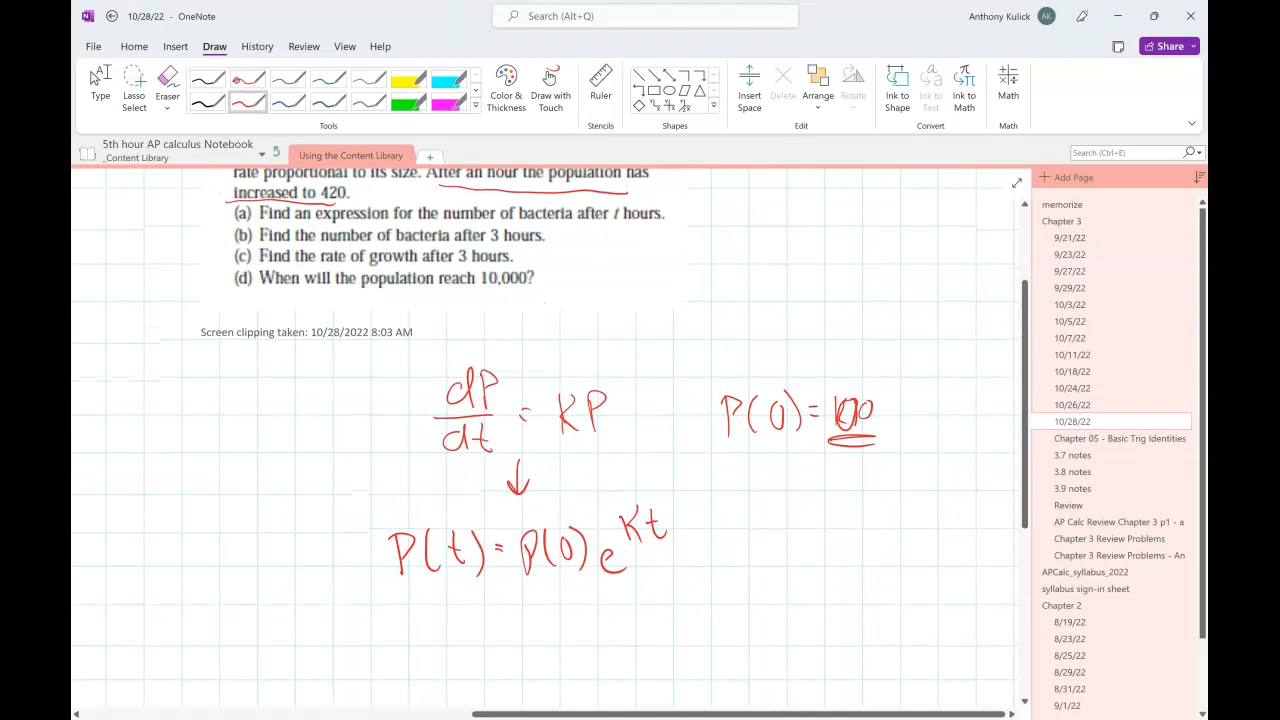 10/28/22 - OneNote
Search (Alt+Q)
Anthony Kulick
AK
File Home Insert Draw History Review View Help
Share
Type
Lasso Select
Eraser
Color & Thickness
Draw with Touch
Ruler
Insert Space
Delete
Arrange
Rotate
Ink to Shape
Ink to Text
Ink to Math
Math
Tools
Stencils
Shapes
Edit
Convert
Math
5th hour AP calculus Notebook
_Content Library
Using the Content Library
Search (Ctrl+E)
rate proportional to its size. After an hour the population has
increased to 420.
(a) Find an expression for the number of bacteria after t hours.
(b) Find the number of bacteria after 3 hours.
(c) Find the rate of growth after 3 hours.
(d) When will the population reach 10,000?
Screen clipping taken: 10/28/2022 8:03 AM
dP/dt = KP
P(0) = 100
P(t) = P(0) e^Kt
Add Page
memorize
Chapter 3
9/21/22
9/23/22
9/27/22
9/29/22
10/3/22
10/5/22
10/7/22
10/11/22
10/18/22
10/24/22
10/26/22
10/28/22
Chapter 05 - Basic Trig Identities
3.7 notes
3.8 notes
3.9 notes
Review
AP Calc Review Chapter 3 p1 - a
Chapter 3 Review Problems
Chapter 3 Review Problems - An
APCalc_syllabus_2022
syllabus sign-in sheet
Chapter 2
8/19/22
8/23/22
8/25/22
8/29/22
8/31/22
9/1/22